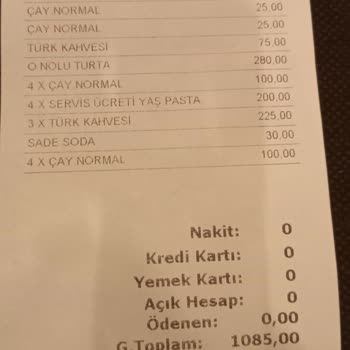 ÇAY NORMAL 25,00
ÇAY NORMAL 25,00
TÜRK KAHVESİ 75,00
O NOLU TURTA 280,00
4 X ÇAY NORMAL 100,00
4 X SERVİS ÜCRETİ YAŞ PASTA 200,00
3 X TÜRK KAHVESİ 225,00
SADE SODA 30,00
4 X ÇAY NORMAL 100,00
Nakit: 0
Kredi Kartı: 0
Yemek Kartı: 0
Açık Hesap: 0
Ödenen: 0,00
G.Toplam: 1085,00